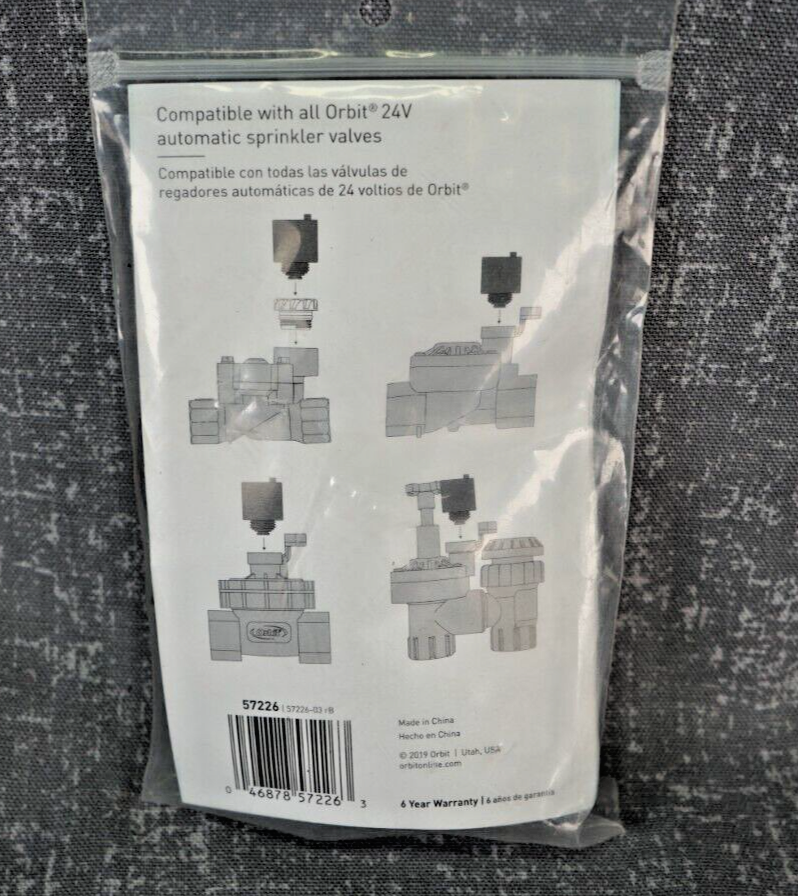 Compatible with all Orbit® 24V
automatic sprinkler valves
Compatible con todas las válvulas de
regadores automáticas de 24 voltios de Orbit®
Orbit
57226 | 57226-03 rB
0 46878 57226 3
Made in China
Hecho en China
© 2019 Orbit | Utah, USA
orbitonline.com
6 Year Warranty | 6 años de garantía